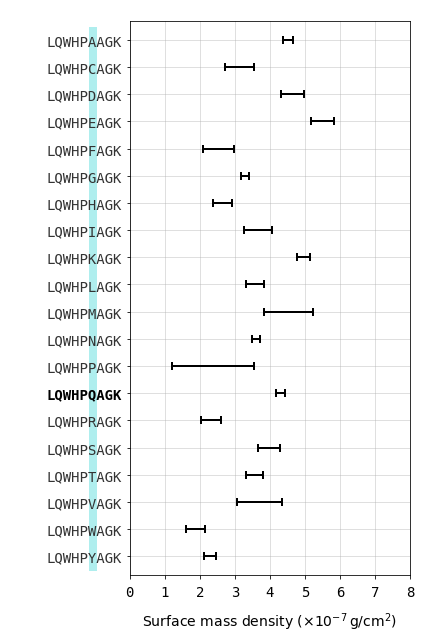 LQWHPAAGK
LQWHPCAGK
LQWHPDAGK
LQWHPEAGK
LQWHPFAGK
LQWHPGAGK
LQWHPHAGK
LQWHPIAGK
LQWHPKAGK
LQWHPLAGK
LQWHPMAGK
LQWHPNAGK
LQWHPPAGK
LQWHPQAGK
LQWHPRAGK
LQWHPSAGK
LQWHPTAGK
LQWHPVAGK
LQWHPWAGK
LQWHPYAGK
0 1 2 3 4 5 6 7 8
Surface mass density (×10⁻⁷ g/cm²)